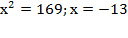 x² = 169; x = −13